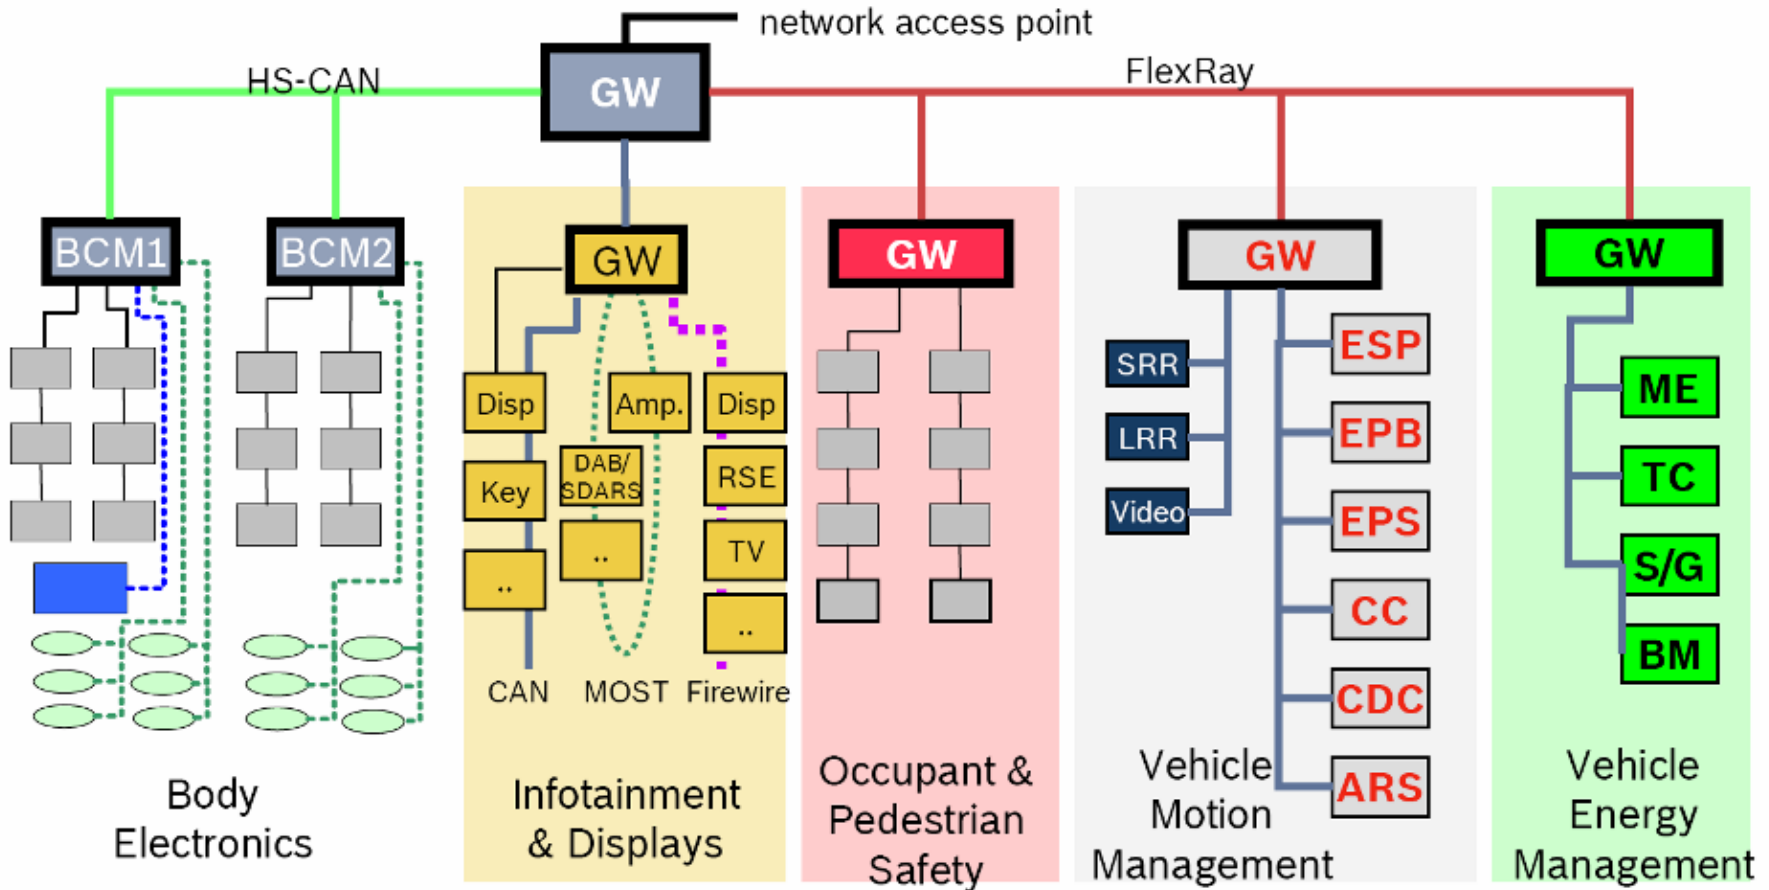 network access point
HS-CAN
GW
FlexRay
BCM1
BCM2
GW
GW
GW
GW
Disp
Amp.
Disp
Key
DAB/
SDARS
RSE
..
..
TV
..
CAN
MOST
Firewire
SRR
LRR
Video
ESP
EPB
EPS
CC
CDC
ARS
ME
TC
S/G
BM
Body
Electronics
Infotainment
& Displays
Occupant &
Pedestrian
Safety
Vehicle
Motion
Management
Vehicle
Energy
Management